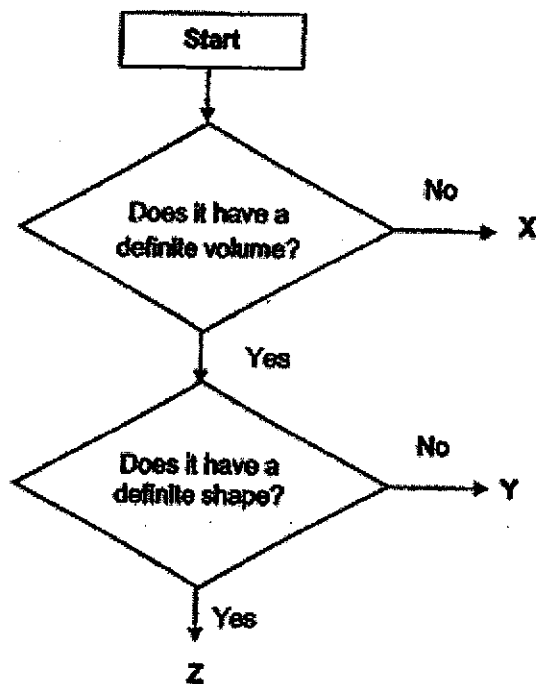 Start
Does it have a
definite volume?
No
X
Yes
Does it have a
definite shape?
No
Y
Yes
Z